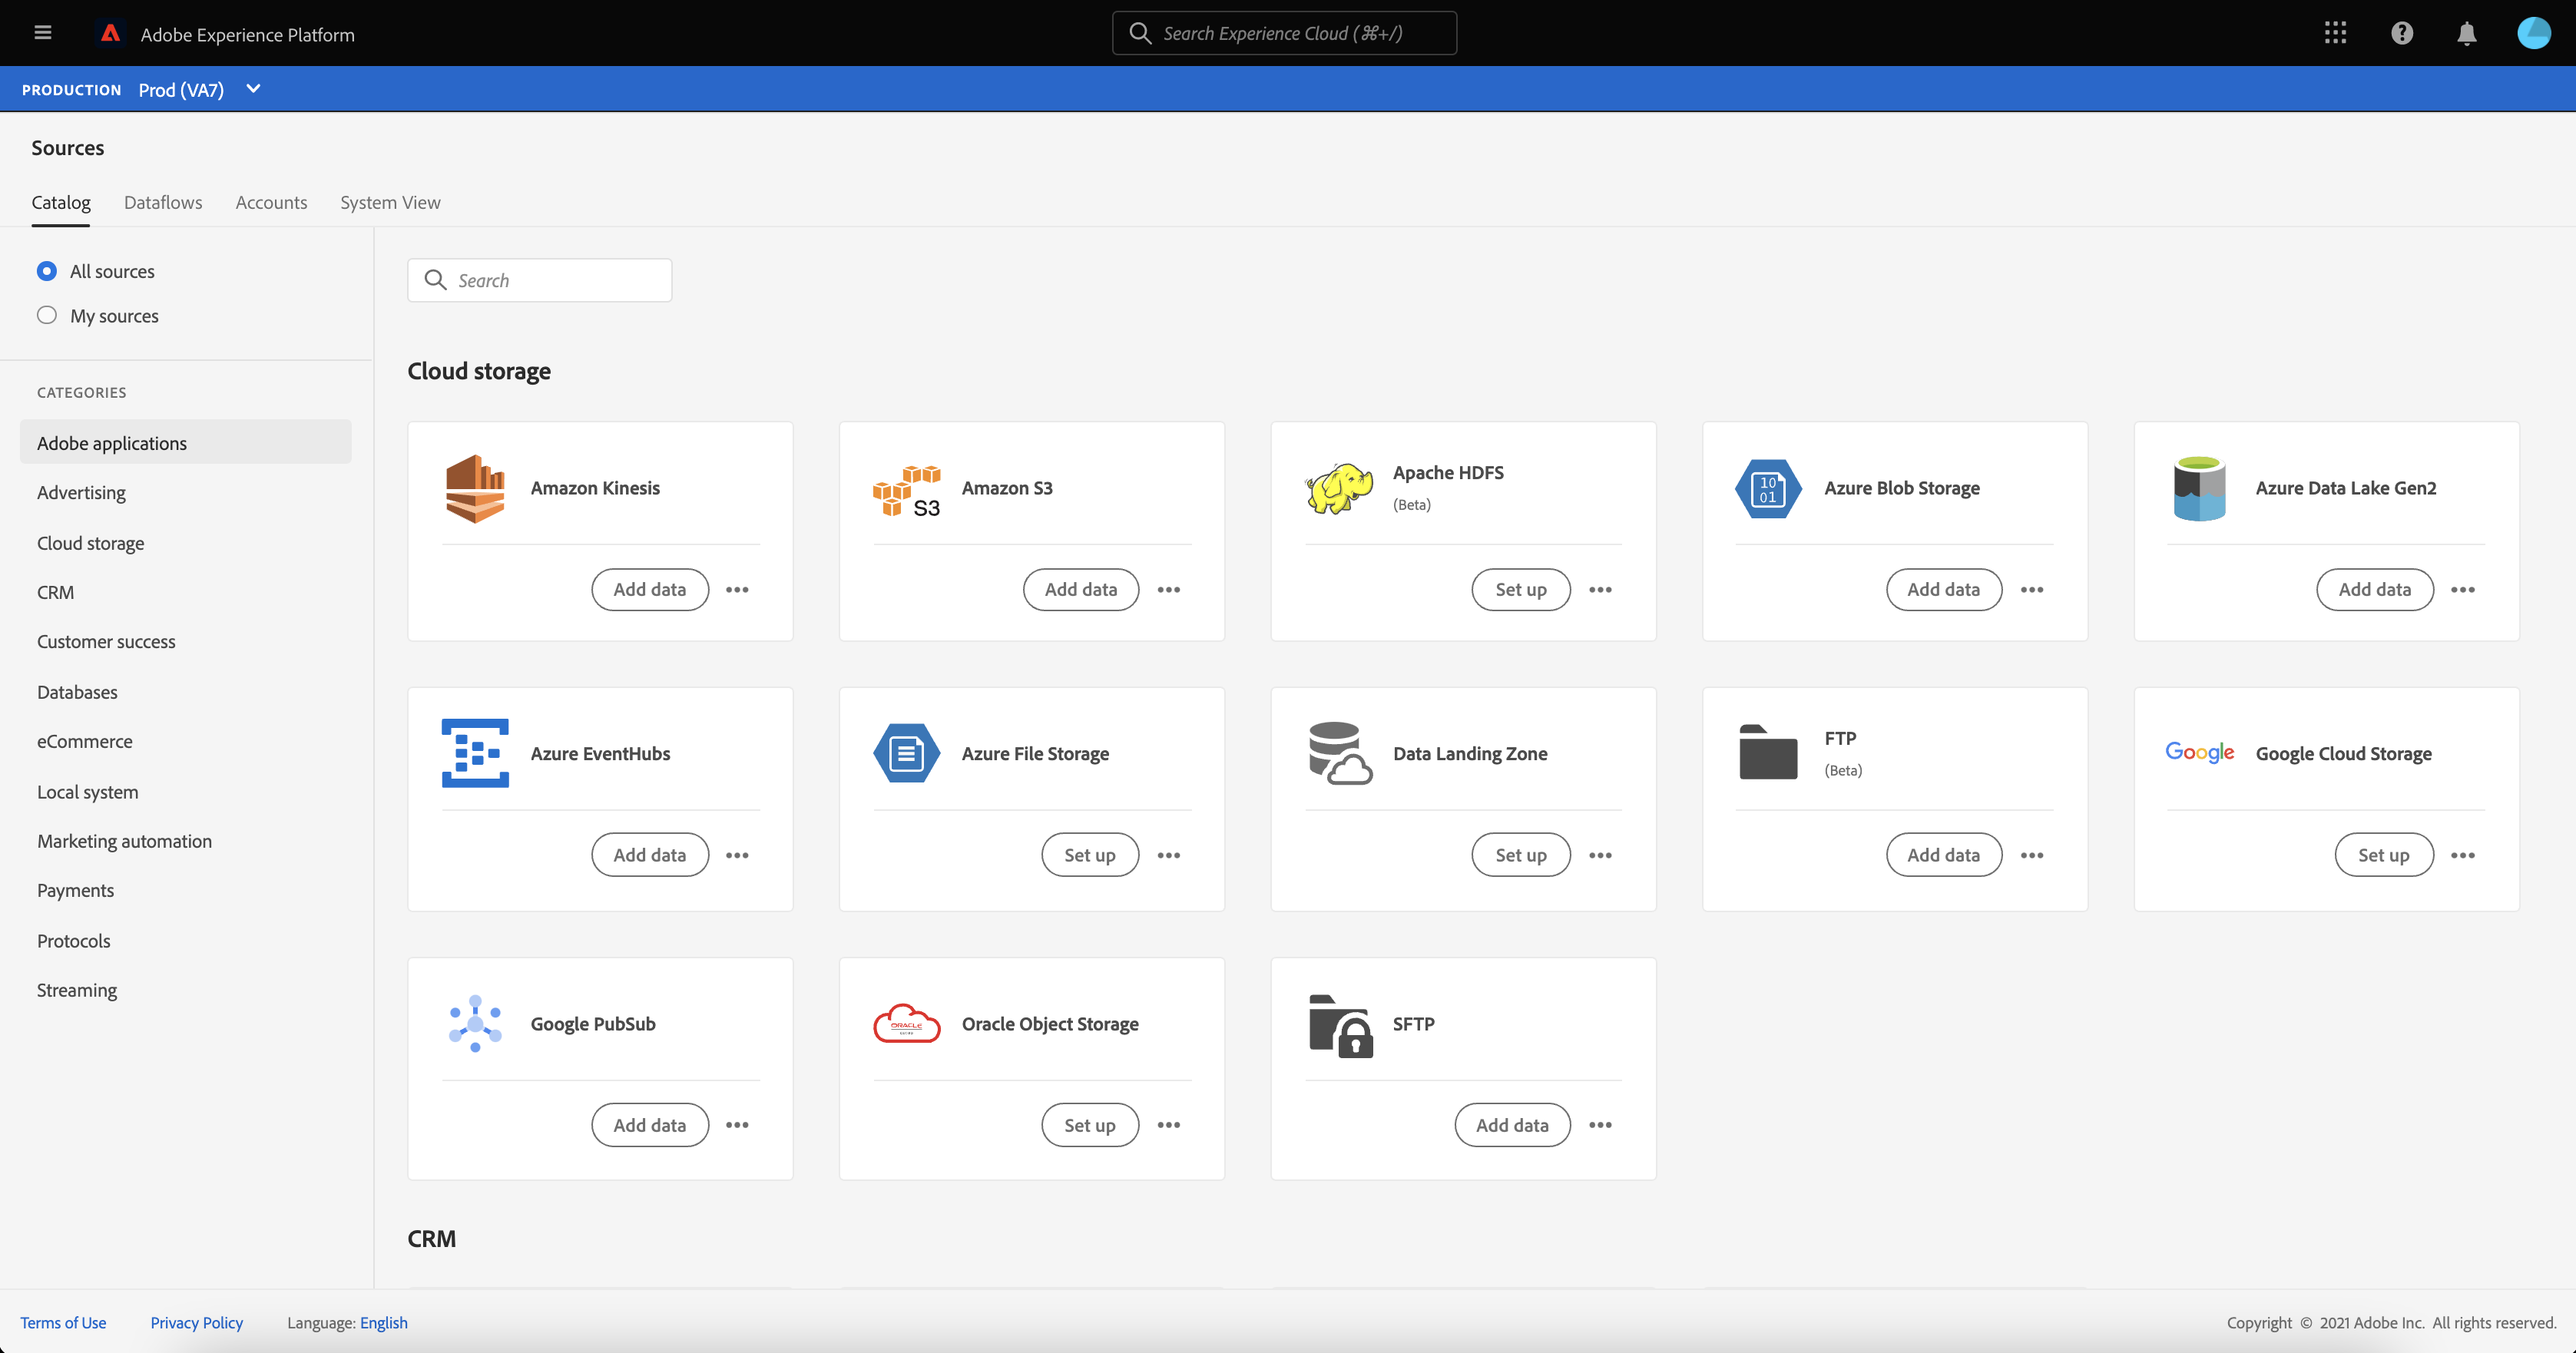 Adobe Experience Platform
Search Experience Cloud (⌘+/)
PRODUCTION Prod (VA7)
Sources
Catalog Dataflows Accounts System View
All sources
My sources
CATEGORIES
Adobe applications
Advertising
Cloud storage
CRM
Customer success
Databases
eCommerce
Local system
Marketing automation
Payments
Protocols
Streaming
Search
Cloud storage
Amazon Kinesis
Add data
S3
Amazon S3
Add data
Apache HDFS
(Beta)
Set up
10
01
Azure Blob Storage
Add data
Azure Data Lake Gen2
Add data
Azure EventHubs
Add data
Azure File Storage
Set up
Data Landing Zone
Set up
FTP
(Beta)
Add data
Google
Google Cloud Storage
Set up
Google PubSub
Add data
ORACLE
Oracle Object Storage
Set up
SFTP
Add data
CRM
Terms of Use Privacy Policy Language: English
Copyright © 2021 Adobe Inc. All rights reserved.